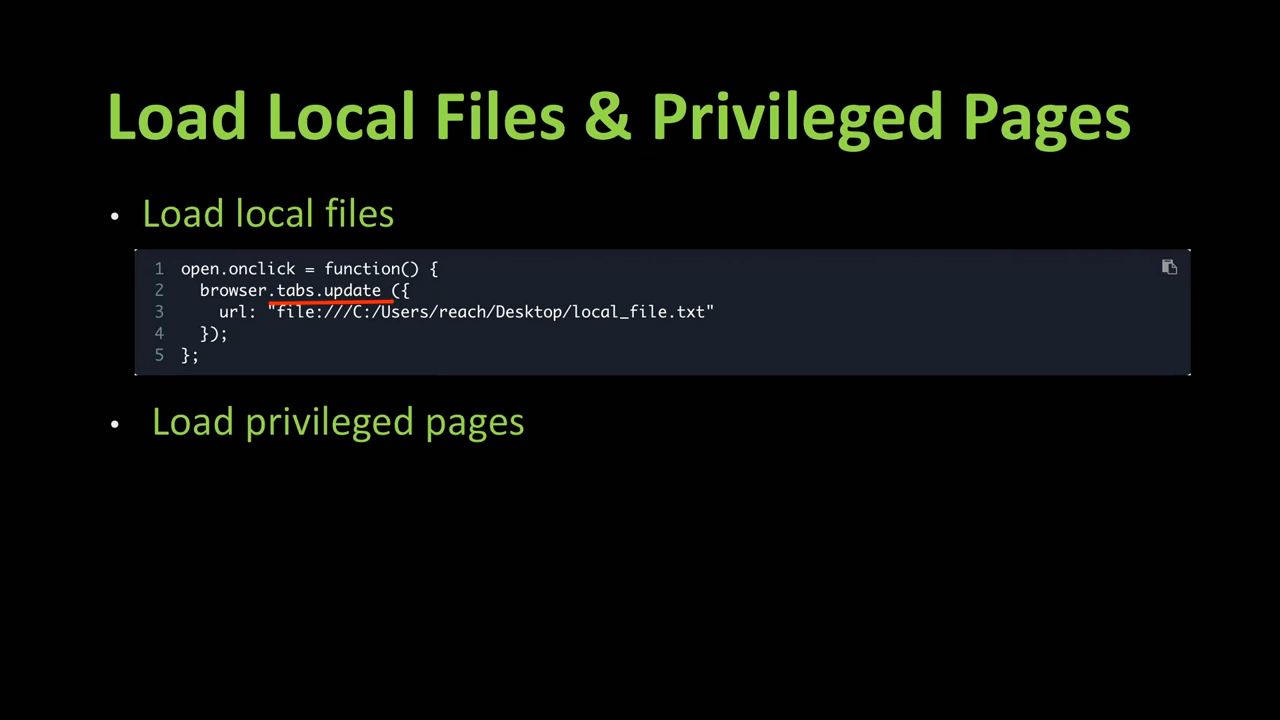 Load Local Files & Privileged Pages
• Load local files
1 open.onclick = function() {
2   browser.tabs.update ({
3     url: "file:///C:/Users/reach/Desktop/local_file.txt"
4   });
5 };
• Load privileged pages